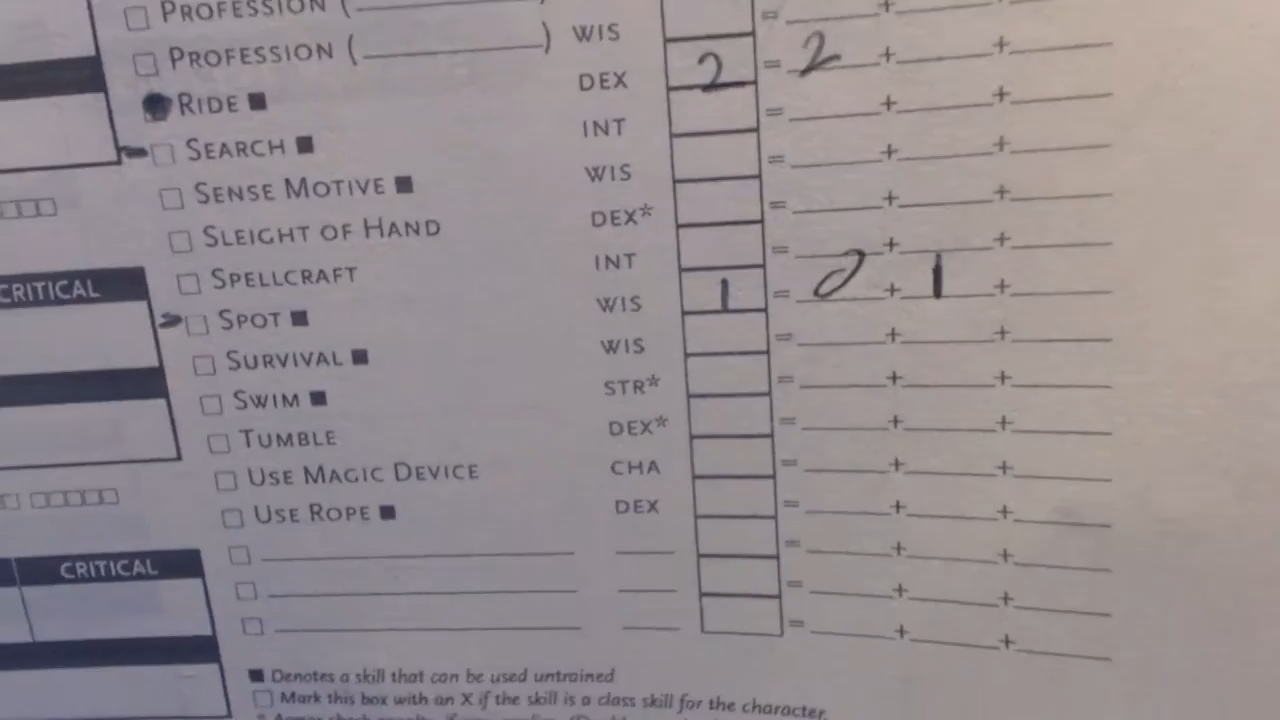 PROFESSION ( = + +
PROFESSION ( ) WIS 2 = 2 + +
RIDE ■ DEX = + +
SEARCH ■ INT = + +
SENSE MOTIVE ■ WIS = + +
SLEIGHT OF HAND DEX* = + +
SPELLCRAFT INT 1 = 0 + 1 +
SPOT ■ WIS = + +
SURVIVAL ■ WIS = + +
SWIM ■ STR* = + +
TUMBLE DEX* = + +
USE MAGIC DEVICE CHA = + +
USE ROPE ■ DEX = + +
= + +
= + +
CRITICAL
CRITICAL
■ Denotes a skill that can be used untrained
Mark this box with an X if the skill is a class skill for the character.